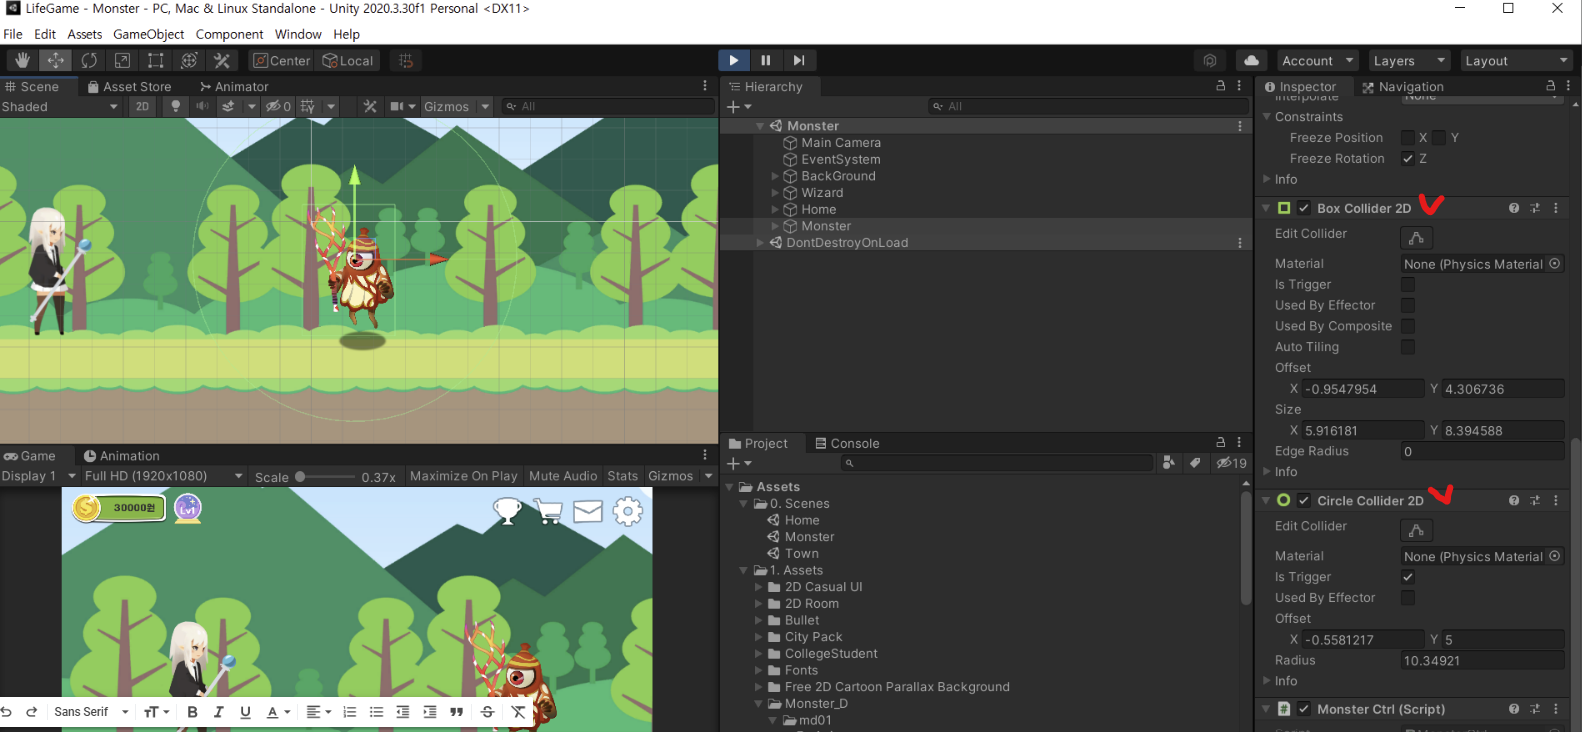 LifeGame - Monster - PC, Mac & Linux Standalone - Unity 2020.3.30f1 Personal <DX11>
File Edit Assets GameObject Component Window Help
Center Local Account Layers Layout
Scene Asset Store Animator
Shaded 2D 0 Gizmos All
Hierarchy
All
Monster
Main Camera
EventSystem
BackGround
Wizard
Home
Monster
DontDestroyOnLoad
Inspector Navigation
Interpolate None
Constraints
Freeze Position X Y
Freeze Rotation Z
Info
Box Collider 2D
Edit Collider
Material None (Physics Material
Is Trigger
Used By Effector
Used By Composite
Auto Tiling
Offset
X -0.9547954 Y 4.306736
Size
X 5.916181 Y 8.394588
Edge Radius 0
Info
Circle Collider 2D
Edit Collider
Material None (Physics Material
Is Trigger
Used By Effector
Offset
X -0.5581217 Y 5
Radius 10.34921
Info
Monster Ctrl (Script)
Game Animation
Display 1 Full HD (1920x1080) Scale 0.37x Maximize On Play Mute Audio Stats Gizmos
30000원 Lv1
Sans Serif
Project Console
19
Assets
0. Scenes
Home
Monster
Town
1. Assets
2D Casual UI
2D Room
Bullet
City Pack
CollegeStudent
Fonts
Free 2D Cartoon Parallax Background
Monster_D
md01